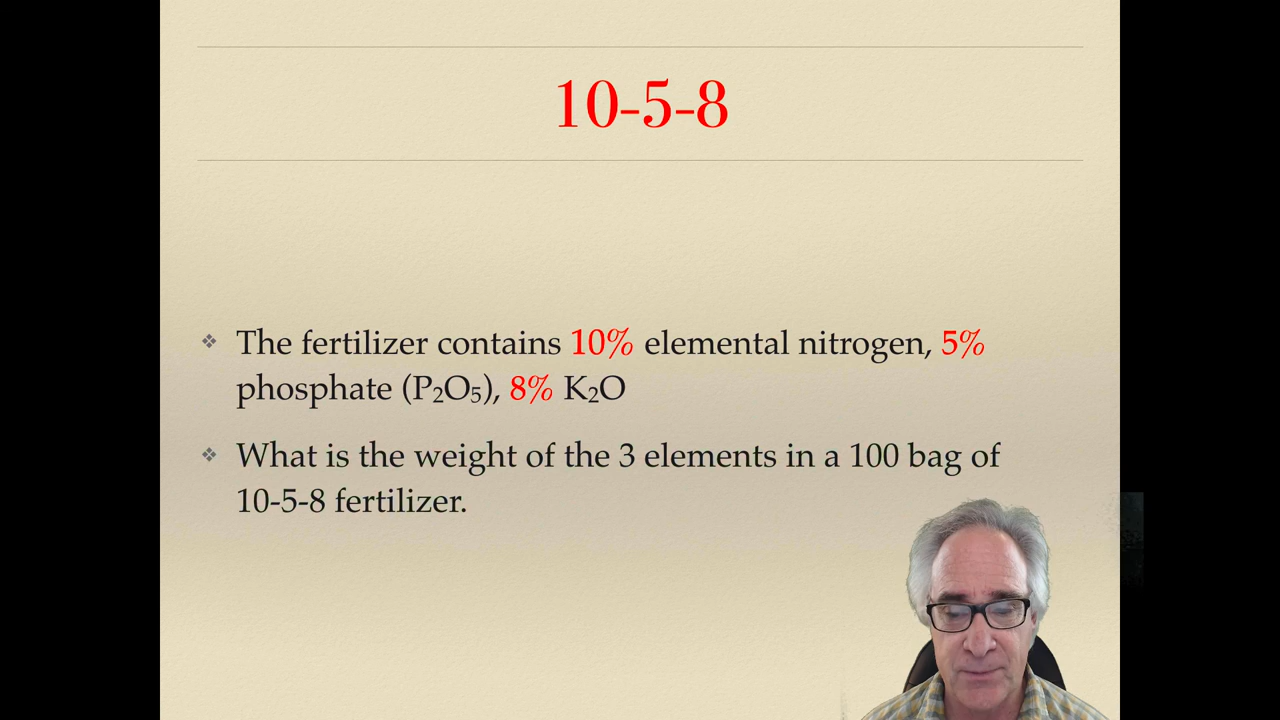 10-5-8
The fertilizer contains 10% elemental nitrogen, 5%
phosphate (P₂O₅), 8% K₂O
What is the weight of the 3 elements in a 100 bag of
10-5-8 fertilizer.